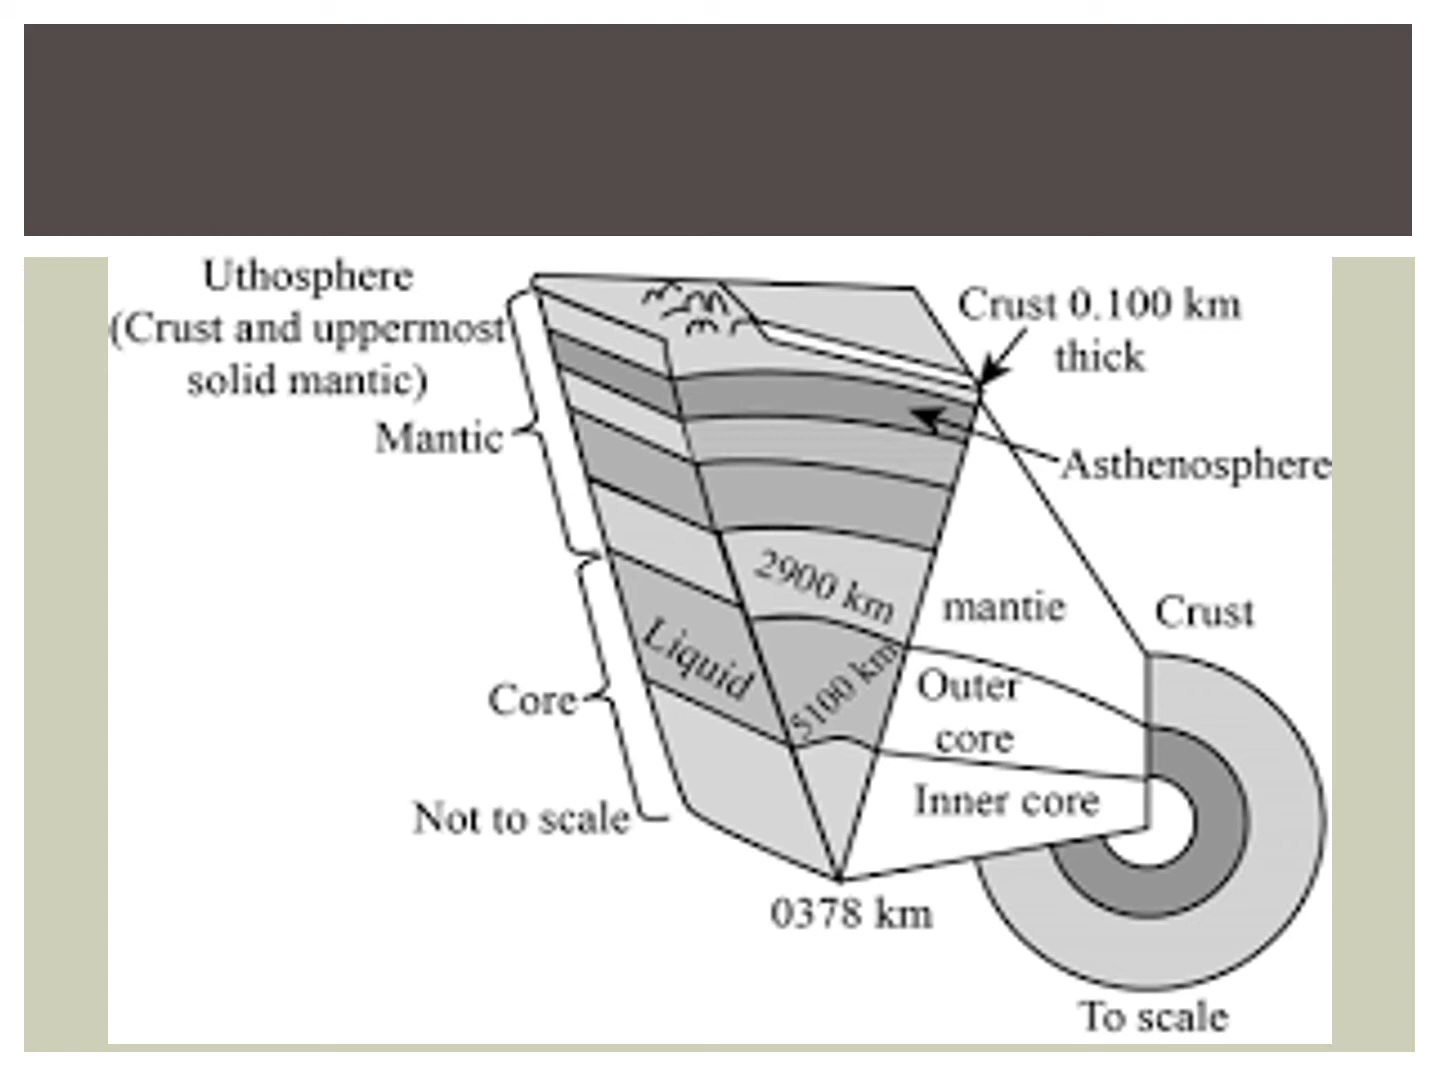 Uthosphere
(Crust and uppermost
solid mantic)
Mantic
Crust 0.100 km
thick
Asthenosphere
2900 km
mantie
Crust
Liquid
5100 km
Outer
core
Core
Inner core
Not to scale
0378 km
To scale